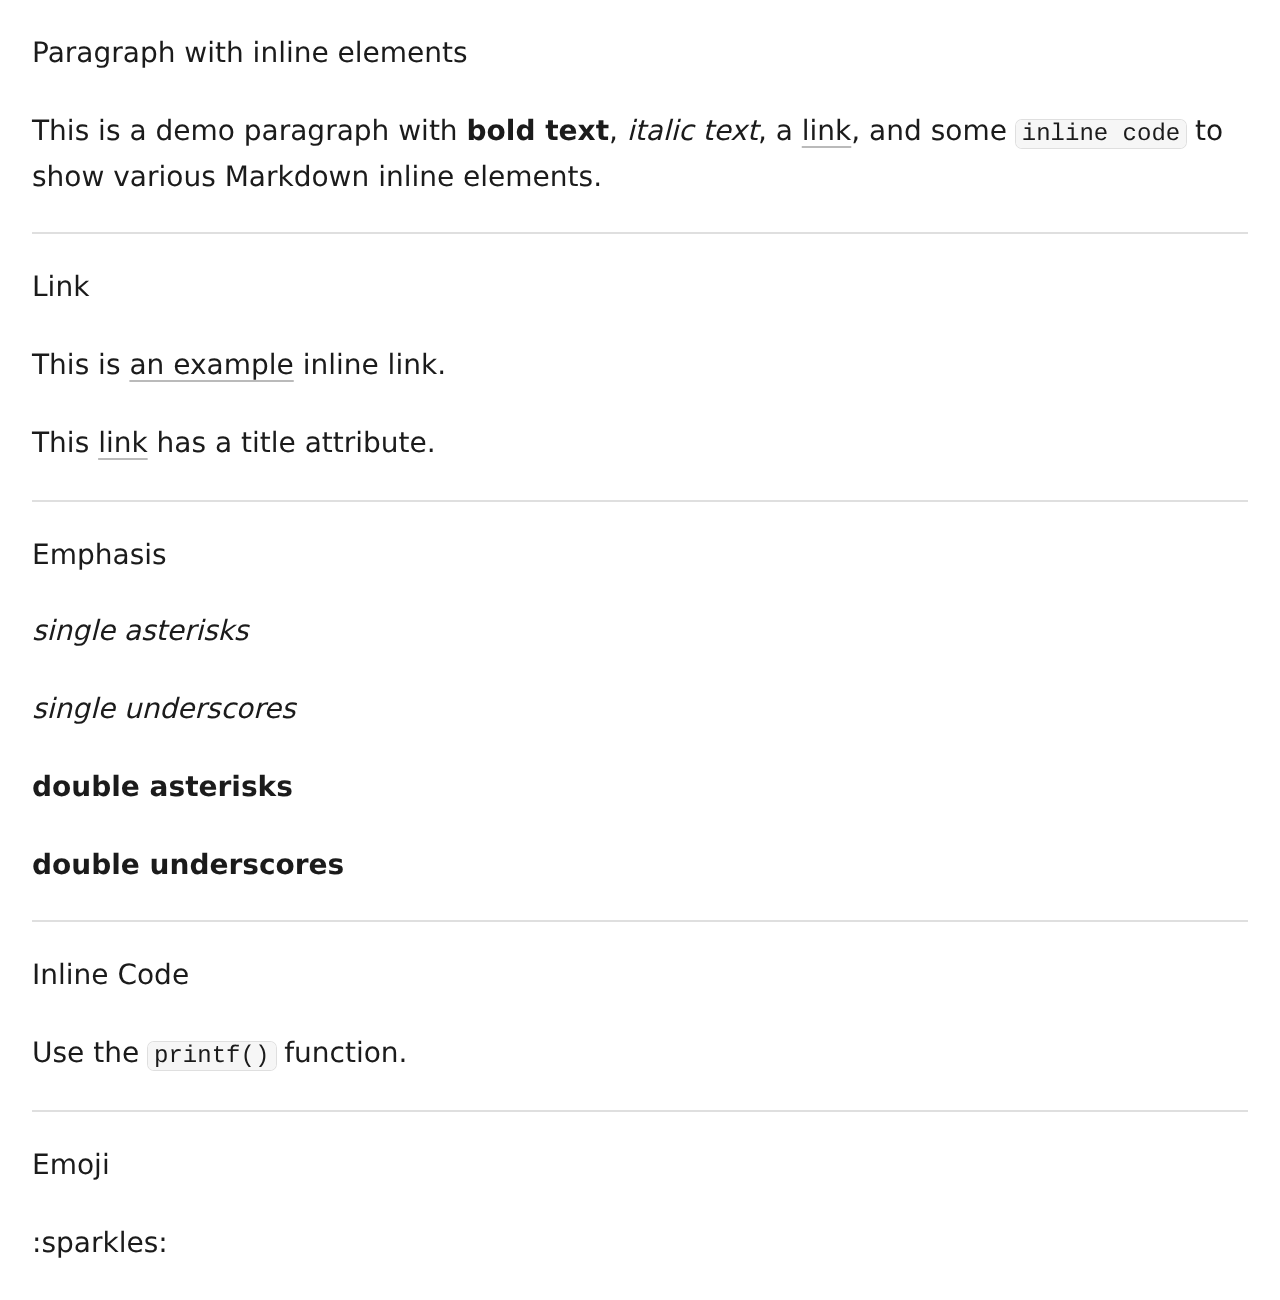 Paragraph with inline elements
This is a demo paragraph with bold text, italic text, a link, and some inline code to
show various Markdown inline elements.
Link
This is an example inline link.
This link has a title attribute.
Emphasis
single asterisks
single underscores
double asterisks
double underscores
Inline Code
Use the printf() function.
Emoji
:sparkles: